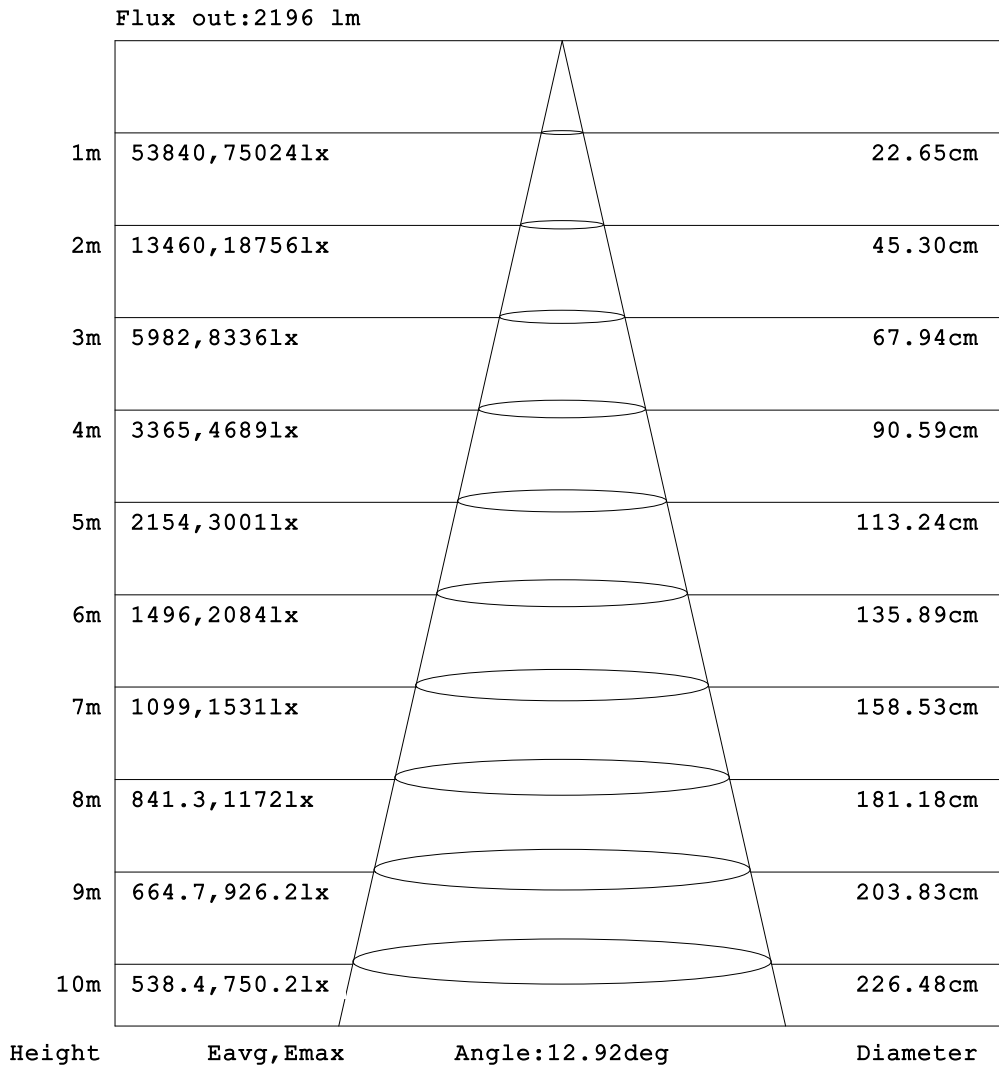 Flux out:2196 lm
1m 53840,75024lx 22.65cm
2m 13460,18756lx 45.30cm
3m 5982,8336lx 67.94cm
4m 3365,4689lx 90.59cm
5m 2154,3001lx 113.24cm
6m 1496,2084lx 135.89cm
7m 1099,1531lx 158.53cm
8m 841.3,1172lx 181.18cm
9m 664.7,926.2lx 203.83cm
10m 538.4,750.2lx 226.48cm
Height Eavg,Emax Angle:12.92deg Diameter